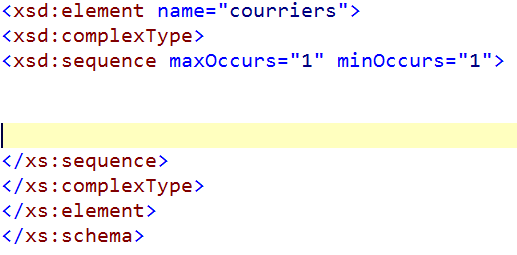 <xsd:element name="courriers">
<xsd:complexType>
<xsd:sequence maxOccurs="1" minOccurs="1">
</xs:sequence>
</xs:complexType>
</xs:element>
</xs:schema>